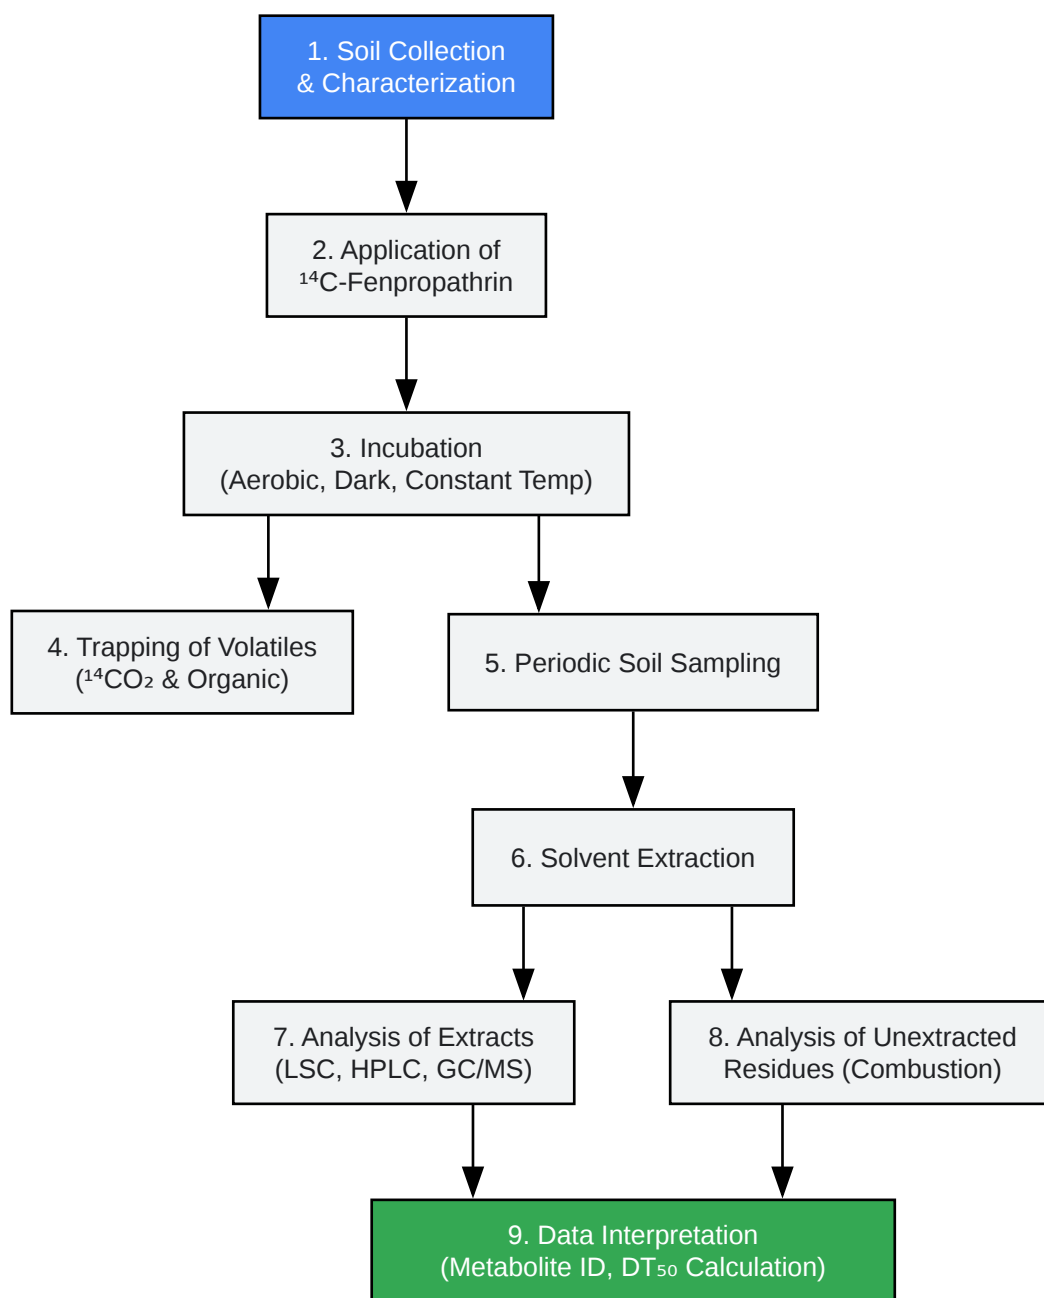 1. Soil Collection
& Characterization
2. Application of
¹⁴C-Fenpropathrin
3. Incubation
(Aerobic, Dark, Constant Temp)
4. Trapping of Volatiles
(¹⁴CO₂ & Organic)
5. Periodic Soil Sampling
6. Solvent Extraction
7. Analysis of Extracts
(LSC, HPLC, GC/MS)
8. Analysis of Unextracted
Residues (Combustion)
9. Data Interpretation
(Metabolite ID, DT₅₀ Calculation)